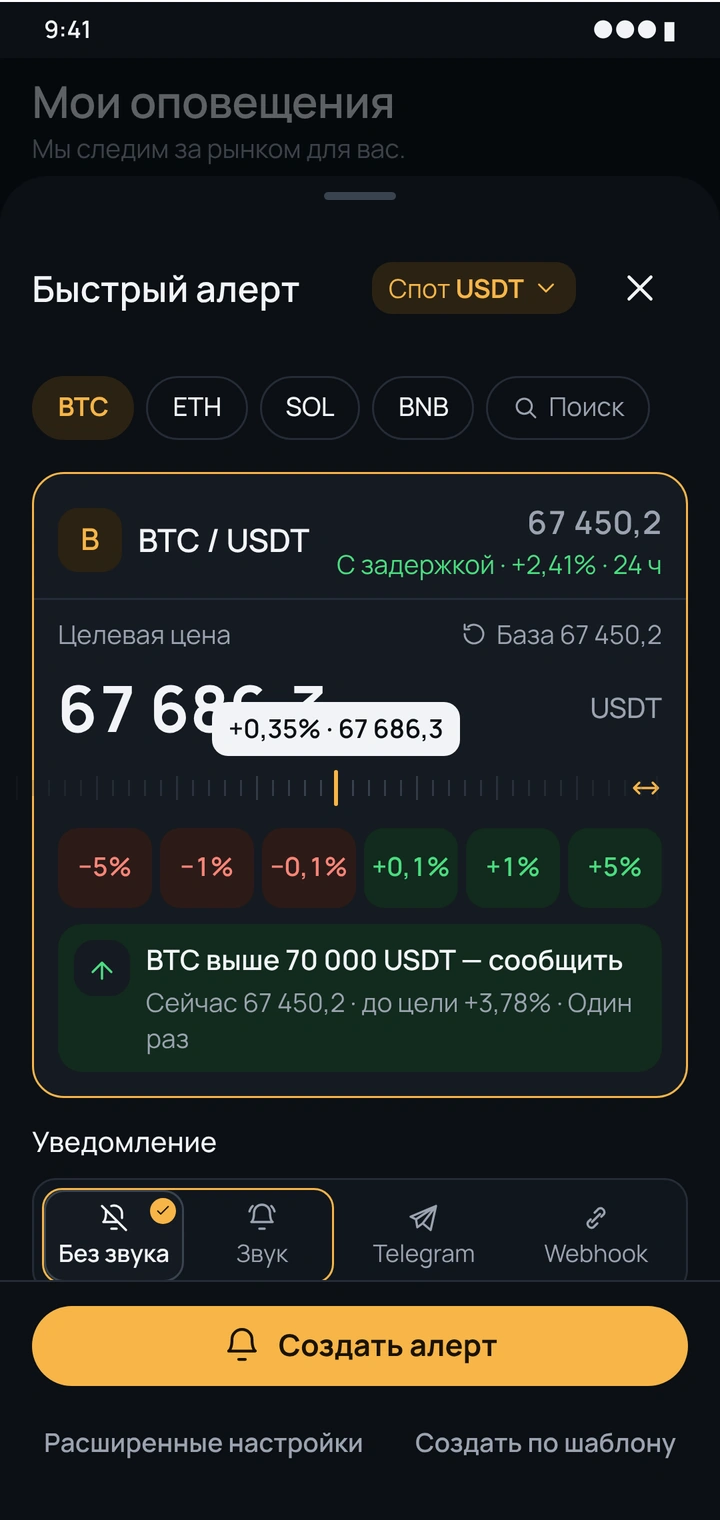 9:41
Мои оповещения
Мы следим за рынком для вас.
Быстрый алерт
Спот USDT
BTC
ETH
SOL
BNB
Поиск
B
BTC / USDT
67 450,2
С задержкой · +2,41% · 24 ч
Целевая цена
База 67 450,2
67 686,3
USDT
+0,35% · 67 686,3
−5%
−1%
−0,1%
+0,1%
+1%
+5%
BTC выше 70 000 USDT — сообщить
Сейчас 67 450,2 · до цели +3,78% · Один
раз
Уведомление
Без звука
Звук
Telegram
Webhook
Создать алерт
Расширенные настройки
Создать по шаблону